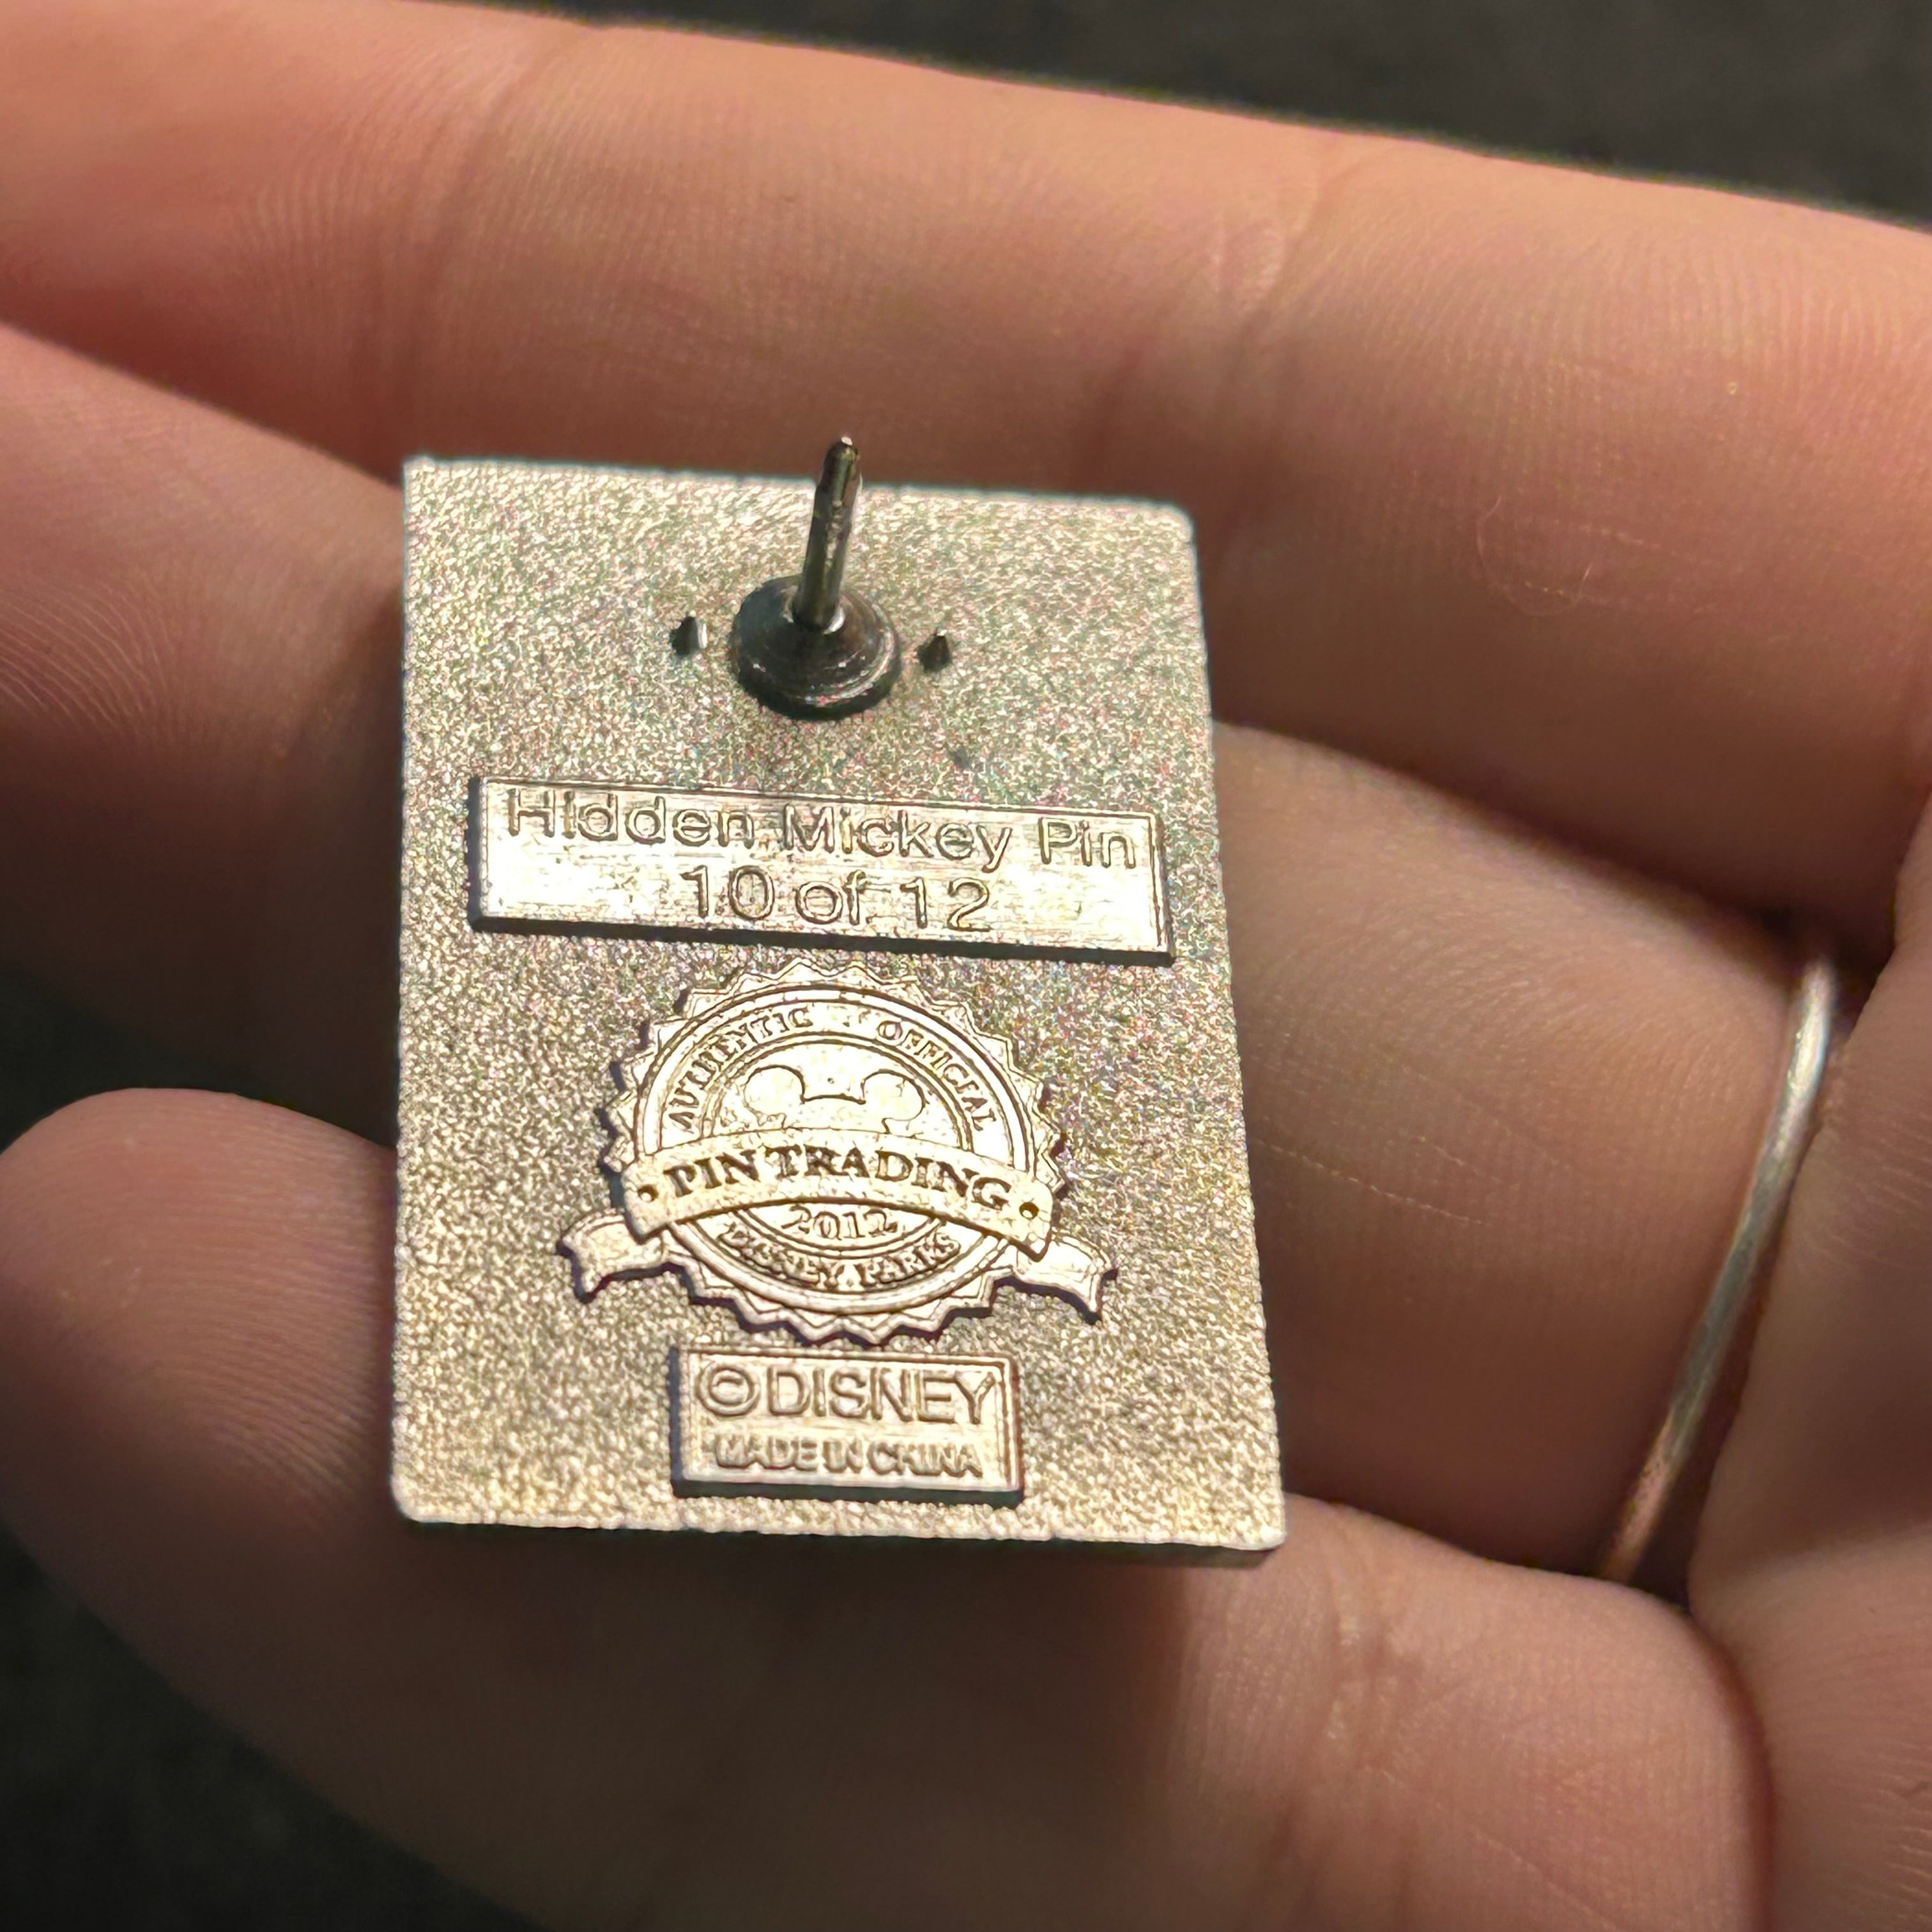 Hidden Mickey Pin
10 of 12
AUTHENTIC OFFICIAL
PIN TRADING
2012
DISNEY PARKS
©DISNEY
MADE IN CHINA